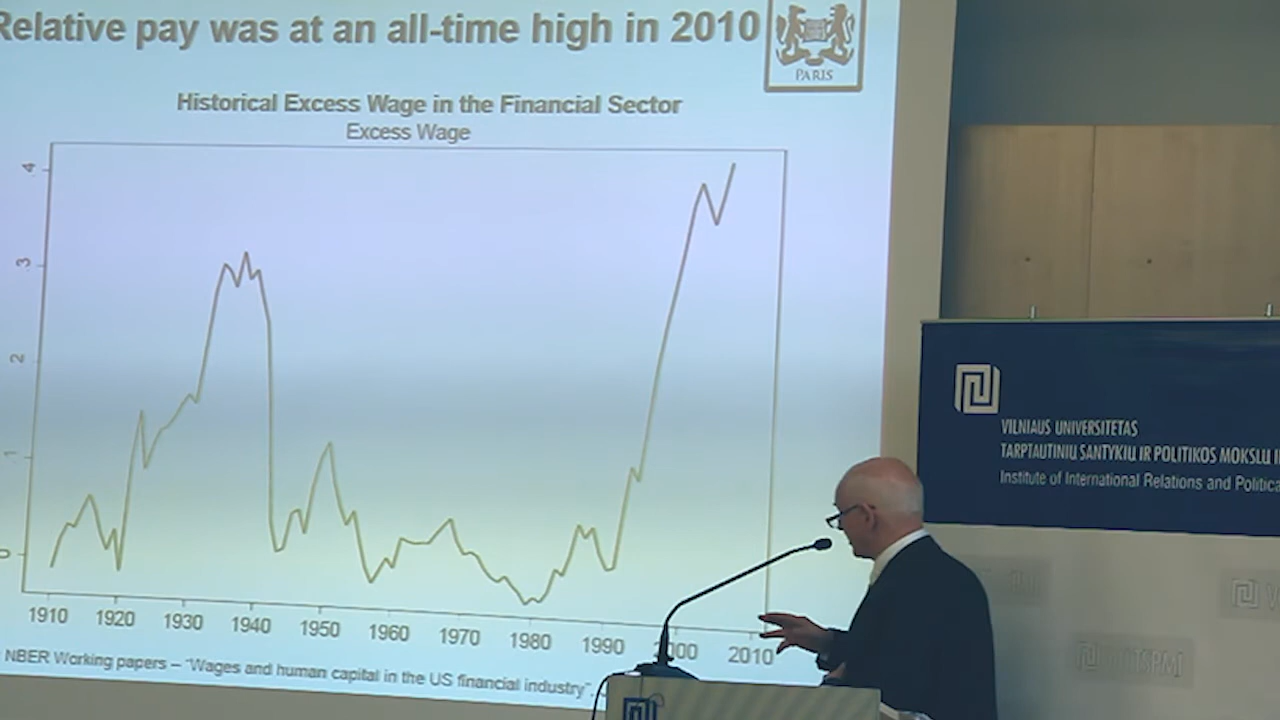 Relative pay was at an all-time high in 2010
PARIS
Historical Excess Wage in the Financial Sector
Excess Wage
.4
.3
.2
.1
0
1910 1920 1930 1940 1950 1960 1970 1980 1990 2000 2010
NBER Working papers – "Wages and human capital in the US financial industry".
VILNIAUS UNIVERSITETAS
TARPTAUTINIŲ SANTYKIŲ IR POLITIKOS MOKSLŲ
Institute of International Relations and Politica